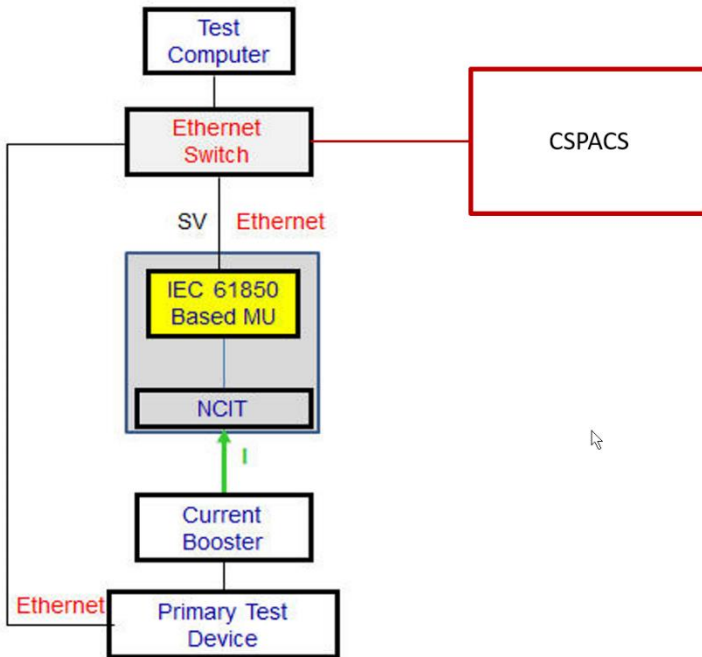 Test
Computer
Ethernet
Switch
CSPACS
SV Ethernet
IEC 61850
Based MU
NCIT
I
Current
Booster
Ethernet
Primary Test
Device